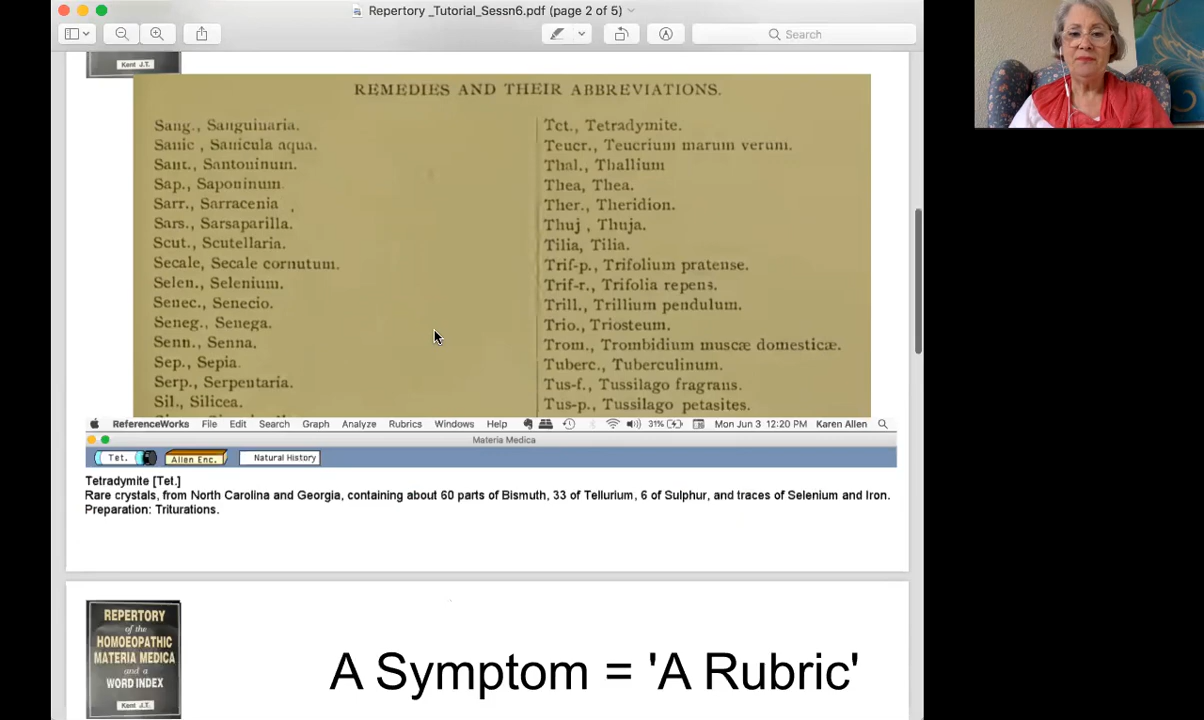 Repertory _Tutorial_Sessn6.pdf (page 2 of 5)
Search
Kent J.T.
REMEDIES AND THEIR ABBREVIATIONS.
Sang., Sanguinaria.
Sanic , Sanicula aqua.
Sant., Santoninum.
Sap., Saponinum
Sarr., Sarracenia
Sars., Sarsaparilla.
Scut., Scutellaria.
Secale, Secale cornutum.
Selen., Selenium.
Senec., Senecio.
Seneg., Senega.
Senn., Senna.
Sep., Sepia.
Serp., Serpentaria.
Sil., Silicea.
Tct., Tetradymite.
Teucr., Teucrium marum verum.
Thal., Thallium
Thea, Thea.
Ther., Theridion.
Thuj , Thuja.
Tilia, Tilia.
Trif-p., Trifolium pratense.
Trif-r., Trifolia repens.
Trill., Trillium pendulum.
Trio., Triosteum.
Trom., Trombidium muscæ domesticæ.
Tuberc., Tuberculinum.
Tus-f., Tussilago fragrans.
Tus-p., Tussilago petasites.
ReferenceWorks File Edit Search Graph Analyze Rubrics Windows Help 31% Mon Jun 3 12:20 PM Karen Allen
Materia Medica
Tet. Allen Enc. Natural History
Tetradymite [Tet.]
Rare crystals, from North Carolina and Georgia, containing about 60 parts of Bismuth, 33 of Tellurium, 6 of Sulphur, and traces of Selenium and Iron.
Preparation: Triturations.
REPERTORY
of the
HOMOEOPATHIC
MATERIA MEDICA
and a
WORD INDEX
Kent J.T.
A Symptom = 'A Rubric'